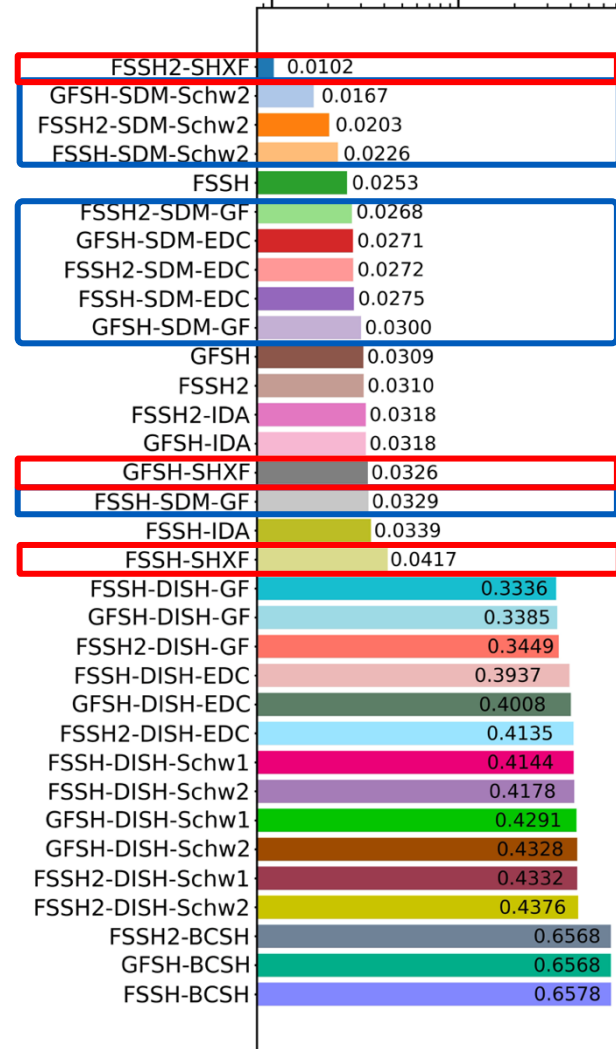 FSSH2-SHXF 0.0102
GFSH-SDM-Schw2 0.0167
FSSH2-SDM-Schw2 0.0203
FSSH-SDM-Schw2 0.0226
FSSH 0.0253
FSSH2-SDM-GF 0.0268
GFSH-SDM-EDC 0.0271
FSSH2-SDM-EDC 0.0272
FSSH-SDM-EDC 0.0275
GFSH-SDM-GF 0.0300
GFSH 0.0309
FSSH2 0.0310
FSSH2-IDA 0.0318
GFSH-IDA 0.0318
GFSH-SHXF 0.0326
FSSH-SDM-GF 0.0329
FSSH-IDA 0.0339
FSSH-SHXF 0.0417
FSSH-DISH-GF 0.3336
GFSH-DISH-GF 0.3385
FSSH2-DISH-GF 0.3449
FSSH-DISH-EDC 0.3937
GFSH-DISH-EDC 0.4008
FSSH2-DISH-EDC 0.4135
FSSH-DISH-Schw1 0.4144
FSSH-DISH-Schw2 0.4178
GFSH-DISH-Schw1 0.4291
GFSH-DISH-Schw2 0.4328
FSSH2-DISH-Schw1 0.4332
FSSH2-DISH-Schw2 0.4376
FSSH2-BCSH 0.6568
GFSH-BCSH 0.6568
FSSH-BCSH 0.6578